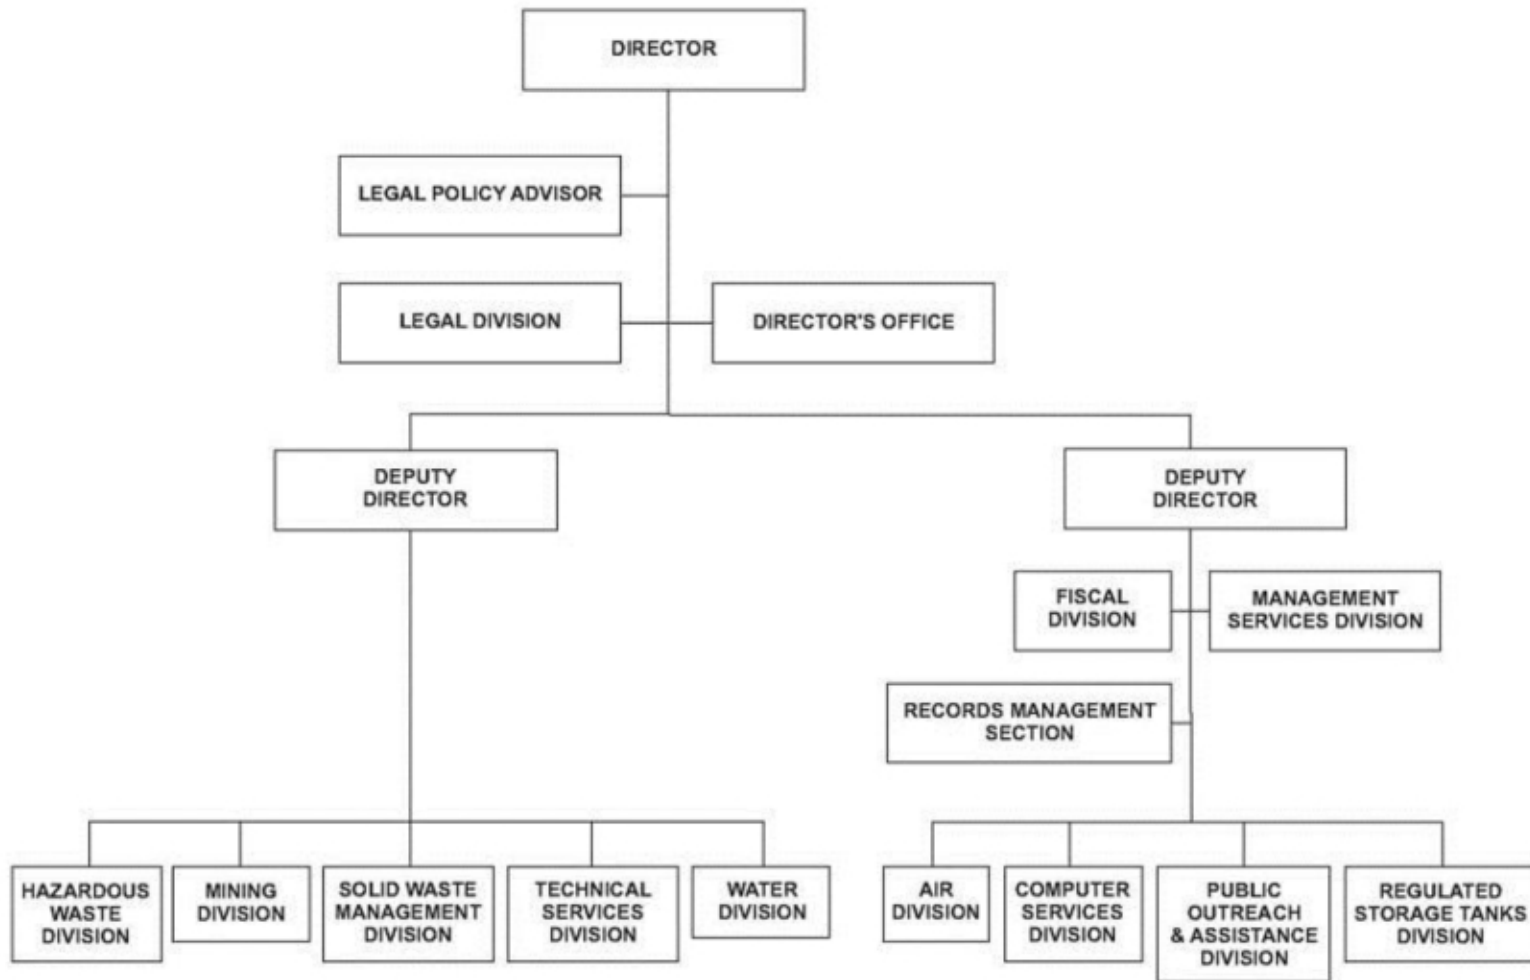 DIRECTOR
LEGAL POLICY ADVISOR
LEGAL DIVISION
DIRECTOR'S OFFICE
DEPUTY
DIRECTOR
DEPUTY
DIRECTOR
FISCAL
DIVISION
MANAGEMENT
SERVICES DIVISION
RECORDS MANAGEMENT
SECTION
HAZARDOUS
WASTE
DIVISION
MINING
DIVISION
SOLID WASTE
MANAGEMENT
DIVISION
TECHNICAL
SERVICES
DIVISION
WATER
DIVISION
AIR
DIVISION
COMPUTER
SERVICES
DIVISION
PUBLIC
OUTREACH
& ASSISTANCE
DIVISION
REGULATED
STORAGE TANKS
DIVISION